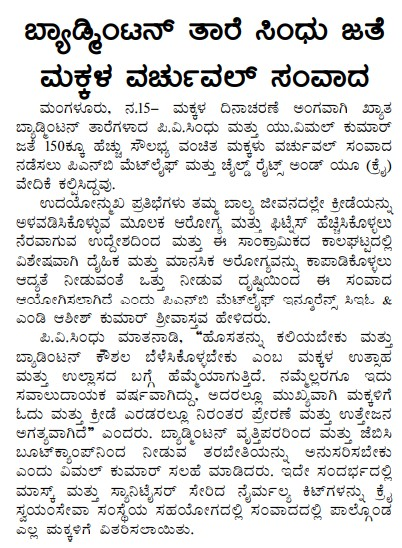 ಬ್ಯಾಡ್ಮಿಂಟನ್ ತಾರೆ ಸಿಂಧು ಜತೆ
ಮಕ್ಕಳ ವರ್ಚುವಲ್ ಸಂವಾದ
ಮಂಗಳೂರು, ನ.15– ಮಕ್ಕಳ ದಿನಾಚರಣೆ ಅಂಗವಾಗಿ ಖ್ಯಾತ
ಬ್ಯಾಡ್ಮಿಂಟನ್ ತಾರೆಗಳಾದ ಪಿ.ವಿ.ಸಿಂಧು ಮತ್ತು ಯು.ವಿಮಲ್ ಕುಮಾರ್
ಜತೆ 150ಕ್ಕೂ ಹೆಚ್ಚು ಸೌಲಭ್ಯ ವಂಚಿತ ಮಕ್ಕಳು ವರ್ಚುವಲ್ ಸಂವಾದ
ನಡೆಸಲು ಪಿಎನ್‌ಬಿ ಮೆಟ್‌ಲೈಫ್ ಮತ್ತು ಚೈಲ್ಡ್ ರೈಟ್ಸ್ ಅಂಡ್ ಯೂ (ಕ್ರೈ)
ವೇದಿಕೆ ಕಲ್ಪಿಸಿದ್ದವು.
ಉದಯೋನ್ಮುಖ ಪ್ರತಿಭೆಗಳು ತಮ್ಮ ಬಾಲ್ಯ ಜೀವನದಲ್ಲೇ ಕ್ರೀಡೆಯನ್ನು
ಅಳವಡಿಸಿಕೊಳ್ಳುವ ಮೂಲಕ ಆರೋಗ್ಯ ಮತ್ತು ಫಿಟ್ನೆಸ್ ಹೆಚ್ಚಿಸಿಕೊಳ್ಳಲು
ನೆರವಾಗುವ ಉದ್ದೇಶದಿಂದ ಮತ್ತು ಈ ಸಾಂಕ್ರಾಮಿಕದ ಕಾಲಘಟ್ಟದಲ್ಲಿ
ವಿಶೇಷವಾಗಿ ದೈಹಿಕ ಮತ್ತು ಮಾನಸಿಕ ಆರೋಗ್ಯವನ್ನು ಕಾಪಾಡಿಕೊಳ್ಳಲು
ಆದ್ಯತೆ ನೀಡುವಂತೆ ಒತ್ತು ನೀಡುವ ದೃಷ್ಟಿಯಿಂದ ಈ ಸಂವಾದ
ಆಯೋಗಿಸಲಾಗಿದೆ ಎಂದು ಪಿಎನ್‌ಬಿ ಮೆಟ್‌ಲೈಫ್ ಇನ್ಶೂರೆನ್ಸ್ ಸಿಇಓ &
ಎಂಡಿ ಆಶೀಶ್ ಕುಮಾರ್ ಶ್ರೀವಾಸ್ತವ ಹೇಳಿದರು.
ಪಿ.ವಿ.ಸಿಂಧು ಮಾತನಾಡಿ, "ಹೊಸತನ್ನು ಕಲಿಯಬೇಕು ಮತ್ತು
ಬ್ಯಾಡಿಂಟನ್ ಕೌಶಲ ಬೆಳೆಸಿಕೊಳ್ಳಬೇಕು ಎಂಬ ಮಕ್ಕಳ ಉತ್ಸಾಹ
ಮತ್ತು ಉಲ್ಲಾಸದ ಬಗ್ಗೆ ಹೆಮ್ಮೆಯಾಗುತ್ತಿದೆ. ನಮ್ಮೆಲ್ಲರಗೂ ಇದು
ಸವಾಲುದಾಯಕ ವರ್ಷವಾಗಿದ್ದು, ಅದರಲ್ಲೂ ಮುಖ್ಯವಾಗಿ ಮಕ್ಕಳಿಗೆ
ಓದು ಮತ್ತು ಕ್ರೀಡೆ ಎರಡರಲ್ಲೂ ನಿರಂತರ ಪ್ರೇರಣೆ ಮತ್ತು ಉತ್ತೇಜನ
ಅಗತ್ಯವಾಗಿದೆ" ಎಂದರು. ಬ್ಯಾಡ್ಮಿಂಟನ್ ವೃತ್ತಿಪರರಿಂದ ಮತ್ತು ಜೆಬಿಸಿ
ಬೂಟ್‌ಕ್ಯಾಂಪ್‌ನಿಂದ ನೀಡುವ ತರಬೇತಿಯನ್ನು ಅನುಸರಿಸಬೇಕು
ಎಂದು ವಿಮಲ್ ಕುಮಾರ್ ಸಲಹೆ ಮಾಡಿದರು. ಇದೇ ಸಂದರ್ಭದಲ್ಲಿ
ಮಾಸ್ಕ್ ಮತ್ತು ಸ್ಯಾನಿಟೈಸರ್ ಸೇರಿದ ನೈರ್ಮಲ್ಯ ಕಿಟ್‌ಗಳನ್ನು ಕ್ರೈ
ಸ್ವಯಂಸೇವಾ ಸಂಸ್ಥೆಯ ಸಹಯೋಗದಲ್ಲಿ ಸಂವಾದದಲ್ಲಿ ಪಾಲ್ಗೊಂಡ
ಎಲ್ಲ ಮಕ್ಕಳಿಗೆ ವಿತರಿಸಲಾಯಿತು.